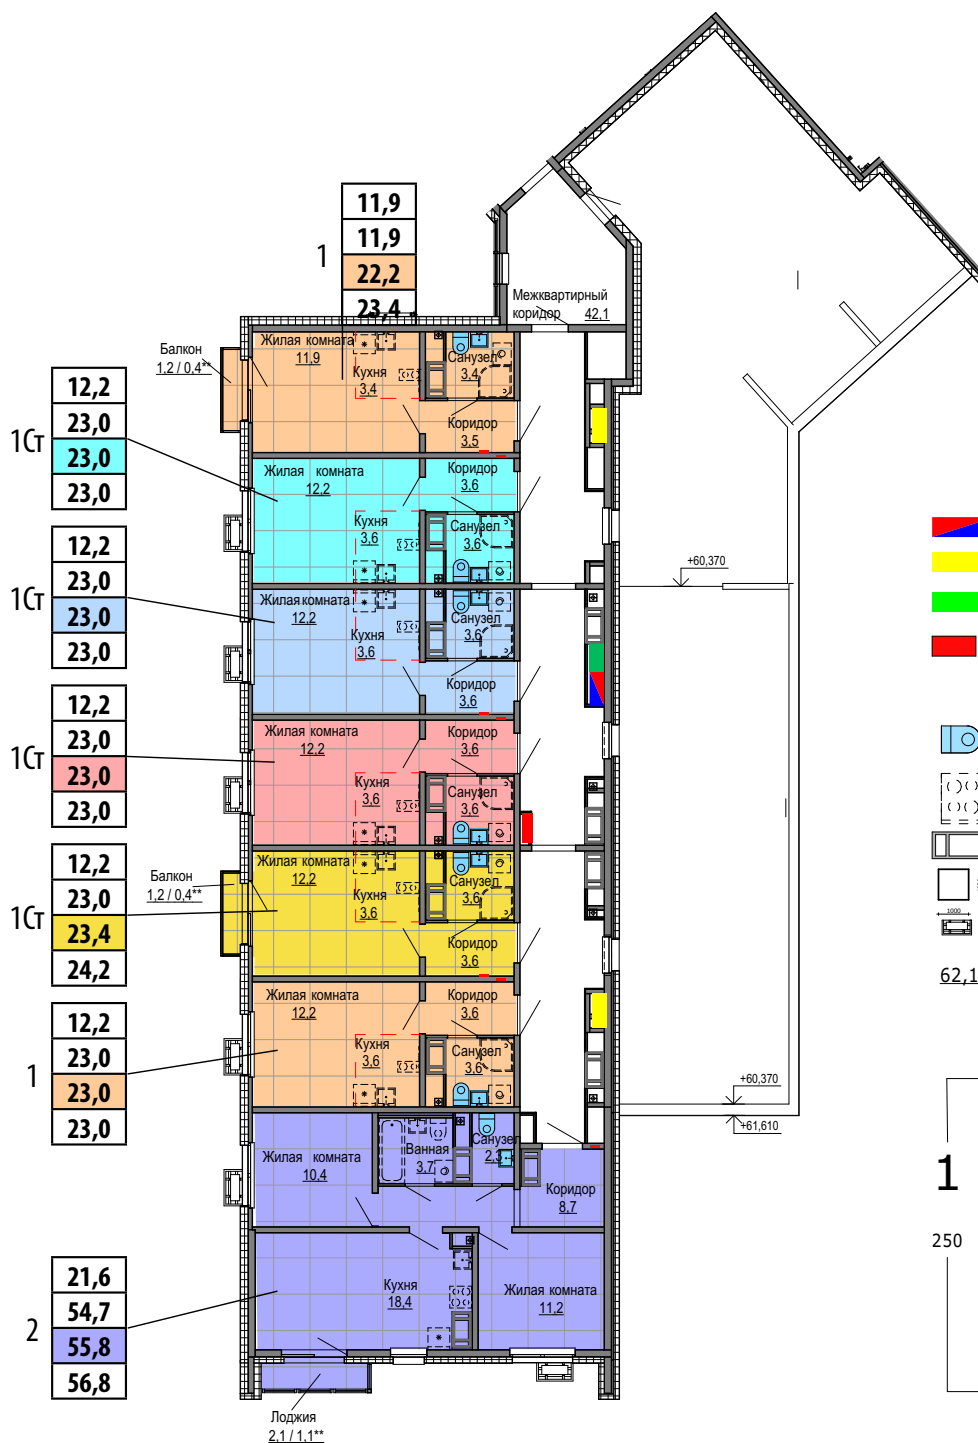 11,9
11,9
1
22,2
23,4
Межквартирный
коридор
42,1
Балкон
1,2 / 0,4**
Жилая комната
11,9
Кухня
3,4
Санузел
3,4
Коридор
3,5
12,2
23,0
1Ст
23,0
23,0
Жилая комната
12,2
Коридор
3,6
Кухня
3,6
Санузел
3,6
12,2
23,0
1Ст
23,0
23,0
Жилая комната
12,2
Кухня
3,6
Санузел
3,6
Коридор
3,6
+60,370
12,2
23,0
1Ст
23,0
23,0
Жилая комната
12,2
Коридор
3,6
Кухня
3,6
Санузел
3,6
12,2
23,0
1Ст
23,4
24,2
Балкон
1,2 / 0,4**
Жилая комната
12,2
Кухня
3,6
Санузел
3,6
Коридор
3,6
1000
62,1
12,2
23,0
1
23,0
23,0
Жилая комната
12,2
Коридор
3,6
Кухня
3,6
Санузел
3,6
+60,370
+61,610
Жилая комната
10,4
Ванная
3,7
Санузел
2,3
Коридор
8,7
1
250
21,6
54,7
2
55,8
56,8
Кухня
18,4
Жилая комната
11,2
Лоджия
2,1 / 1,1**